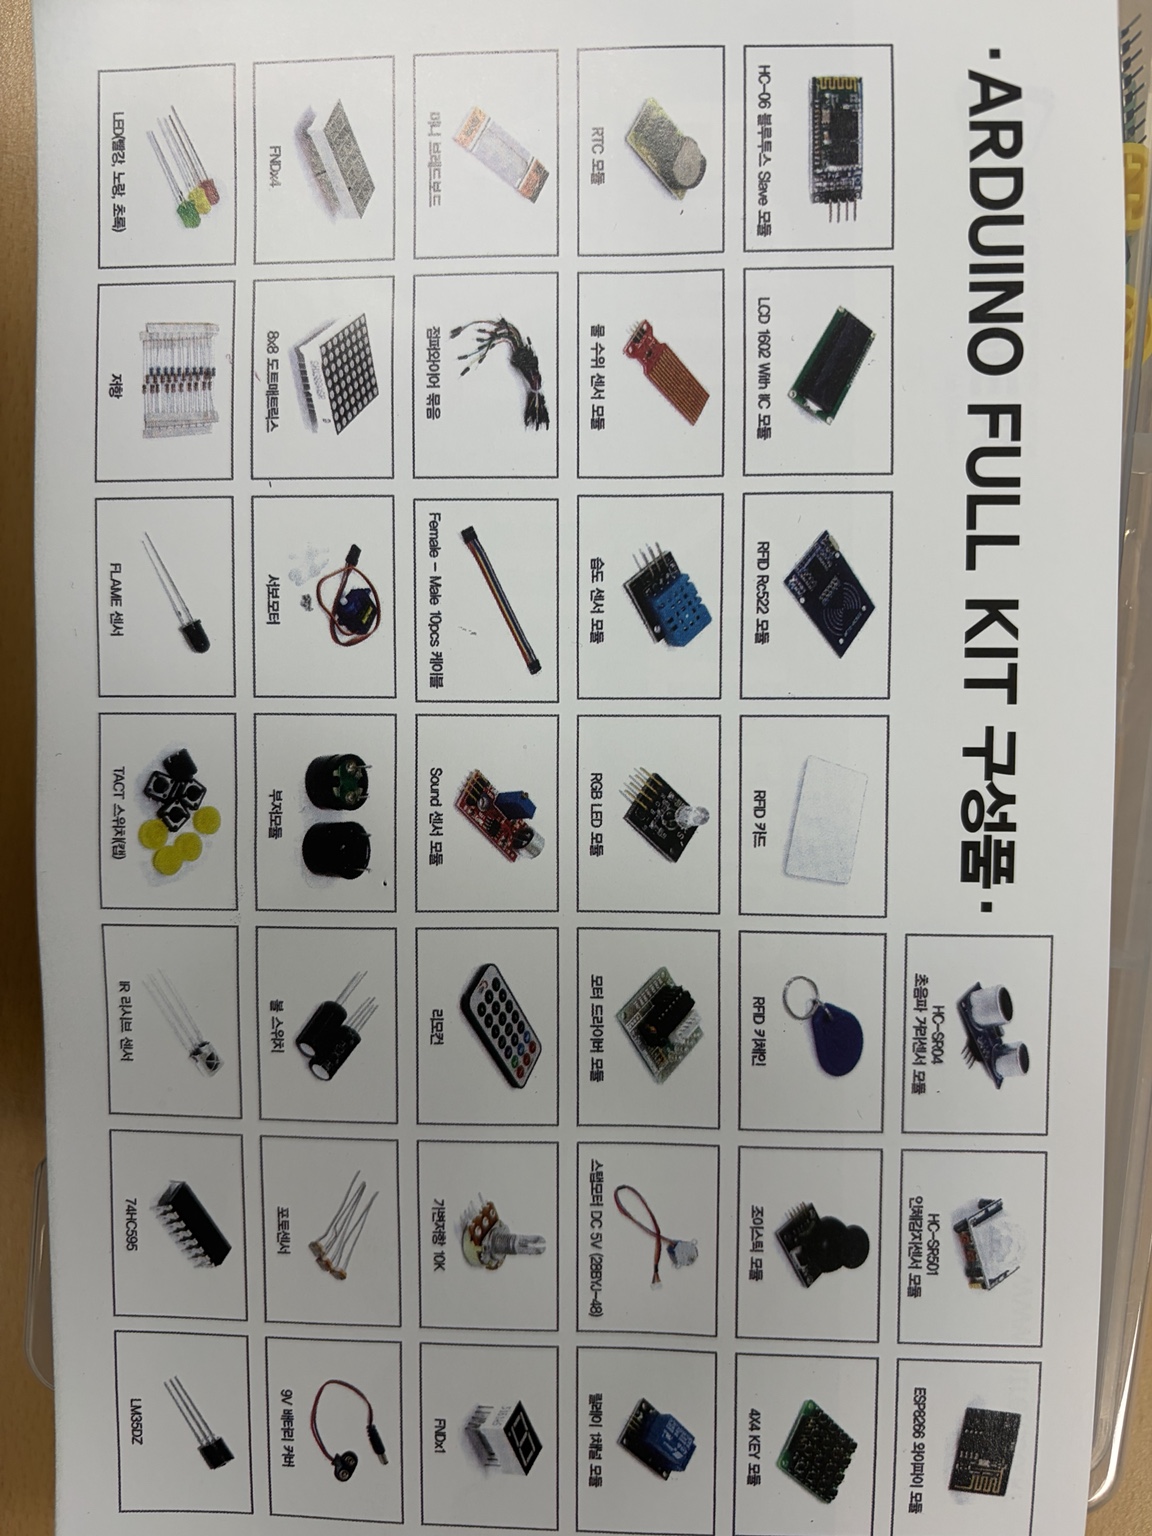 · ARDUINO FULL KIT 구성품 ·
HC-SR04
초음파 거리센서 모듈
HC-SR501
인체감지센서 모듈
ESP8266 와이파이 모듈
HC-06 블루투스 Slave 모듈
LCD 1602 With IIC 모듈
RFID Rc522 모듈
RFID 카드
RFID 키체인
조이스틱 모듈
4X4 KEY 모듈
RTC 모듈
물 수위 센서 모듈
습도 센서 모듈
RGB LED 모듈
모터 드라이버 모듈
스탭모터 DC 5V (28BYJ-48)
릴레이 1채널 모듈
미니 브레드보드
점퍼와이어 묶음
Female - Male 10pcs 케이블
Sound 센서 모듈
리모컨
가변저항 10K
FNDx1
FNDx4
8x8 도트매트릭스
서보모터
부저모듈
볼 스위치
포토센서
9V 배터리 커버
LED(빨강, 노랑, 초록)
저항
FLAME 센서
TACT 스위치(캡)
IR 리시브 센서
74HC595
LM35DZ